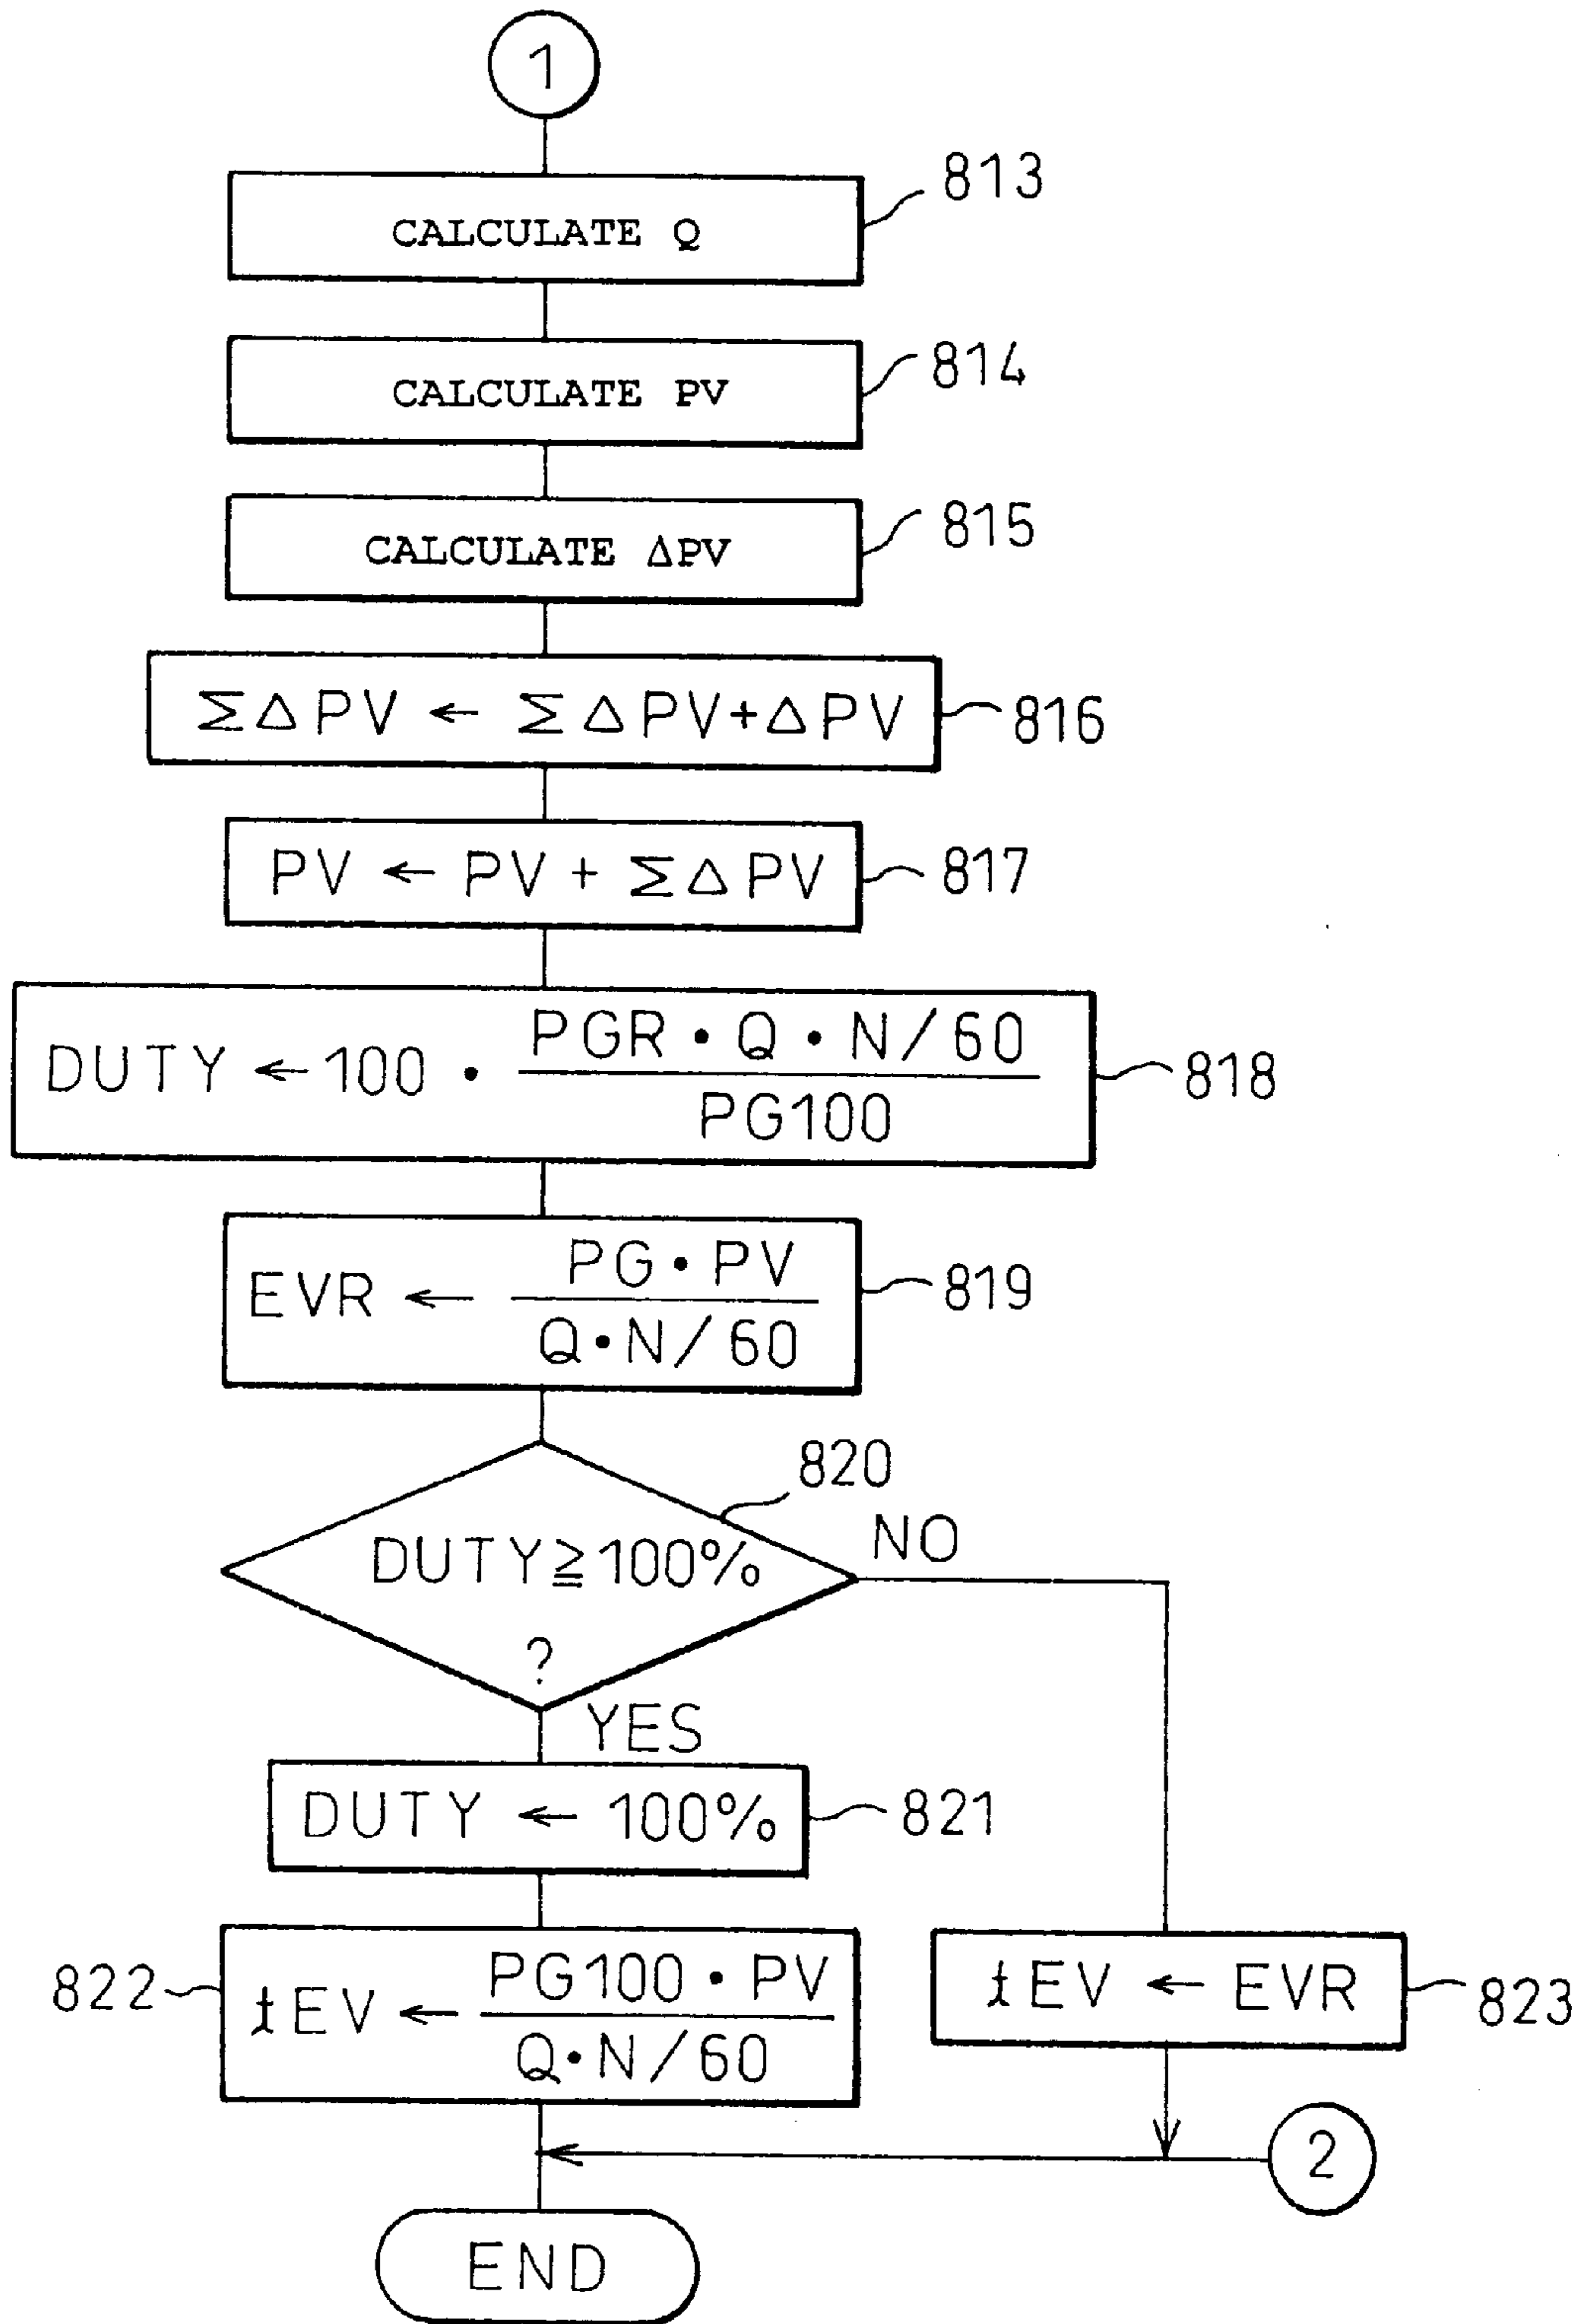 1
813
CALCULATE Q
814
CALCULATE PV
815
CALCULATE ΔPV
ΣΔPV ← ΣΔPV+ΔPV
816
PV ← PV + ΣΔPV
817
PGR・Q・N/60
DUTY ← 100・
PG100
818
PG・PV
EVR ←
Q・N/60
819
820
NO
DUTY≧100%
?
YES
DUTY ← 100%
821
822
PG100・PV
tEV ←
Q・N/60
tEV ← EVR
823
2
END